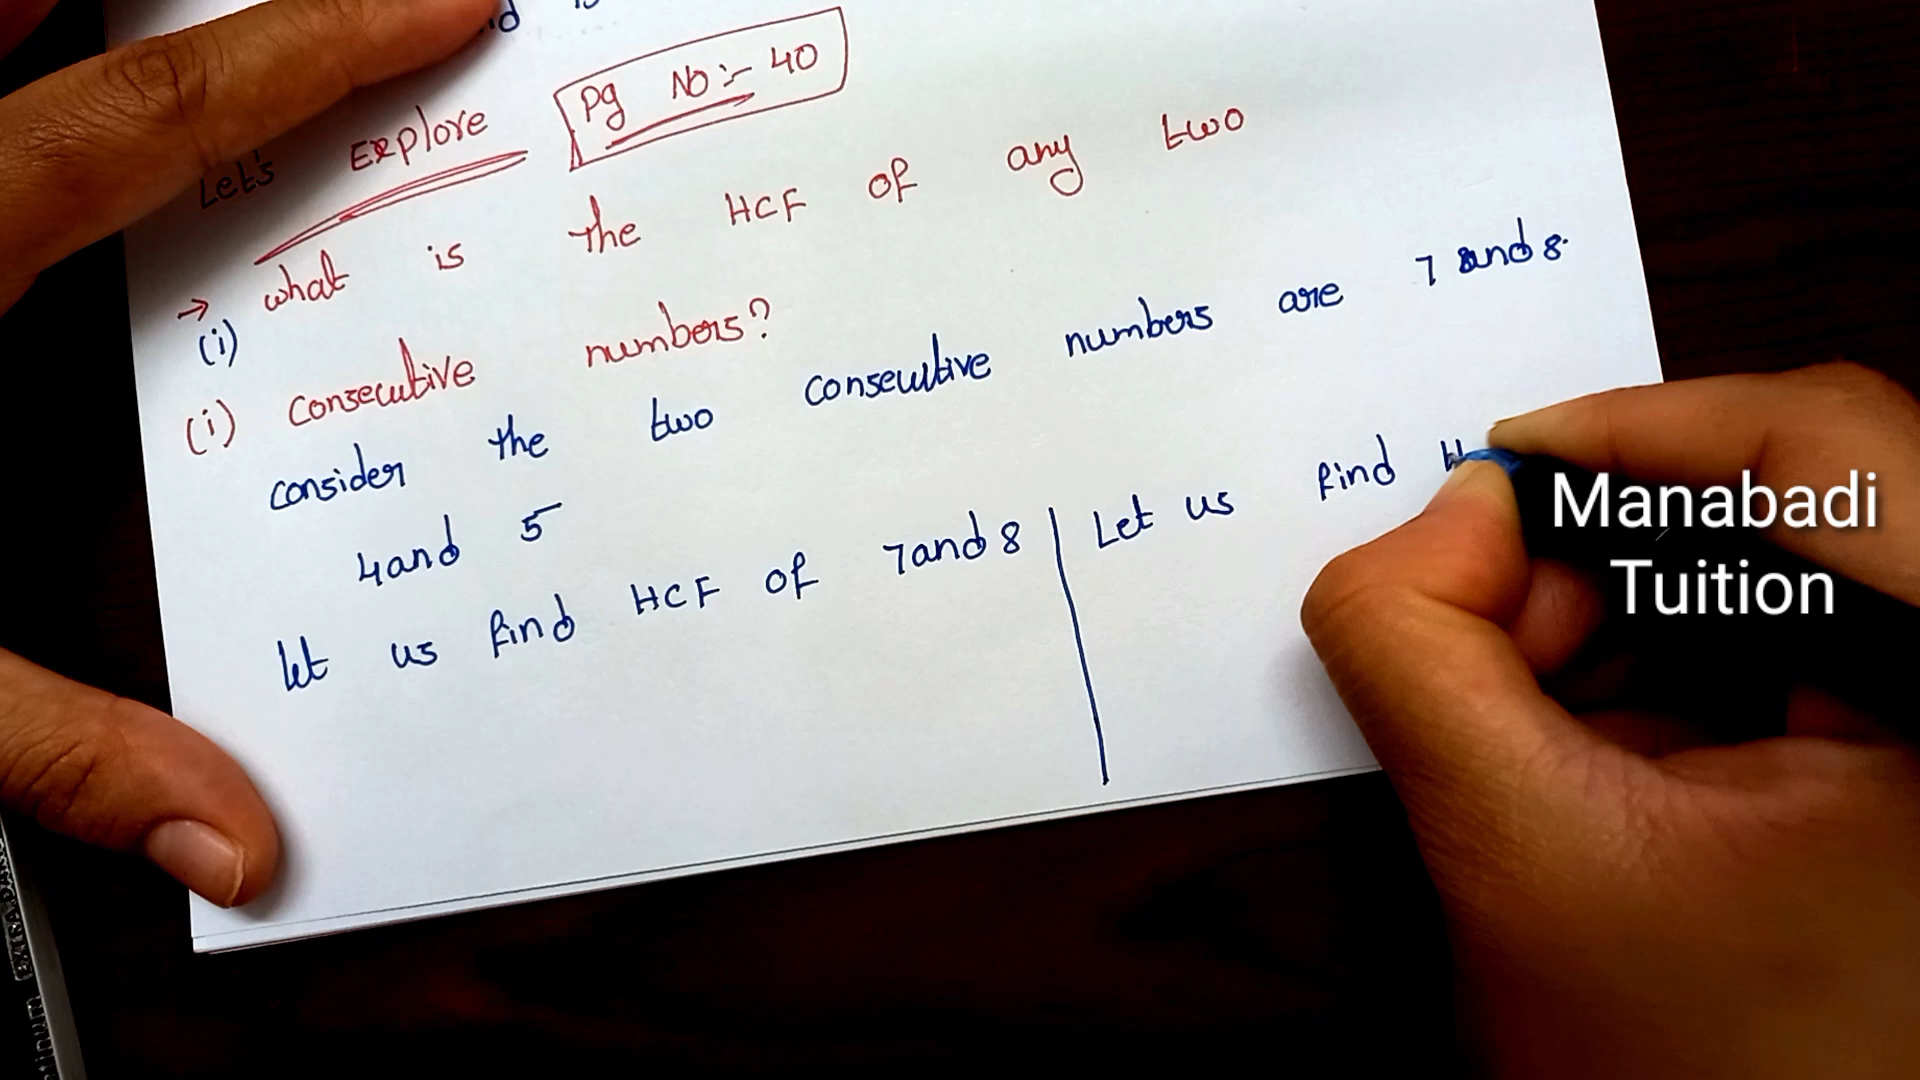 Let's Explore Pg No:- 40
→ what is the HCF of any two
(i)
(i) consecutive numbers?
consider the two consecutive numbers are 7 and 8.
4 and 5
let us find HCF of 7 and 8
Let us find
Manabadi
Tuition